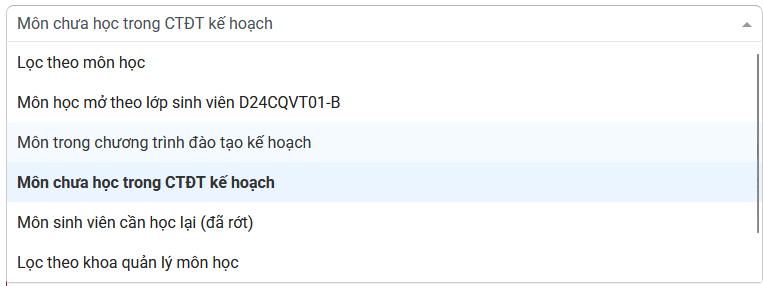 Môn chưa học trong CTĐT kế hoạch
Lọc theo môn học
Môn học mở theo lớp sinh viên D24CQVT01-B
Môn trong chương trình đào tạo kế hoạch
Môn chưa học trong CTĐT kế hoạch
Môn sinh viên cần học lại (đã rớt)
Lọc theo khoa quản lý môn học